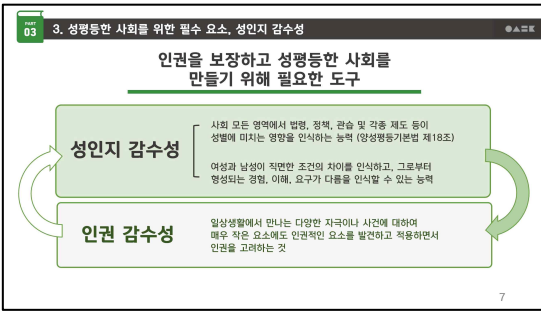 PART
03
3. 성평등한 사회를 위한 필수 요소, 성인지 감수성
인권을 보장하고 성평등한 사회를
만들기 위해 필요한 도구
성인지 감수성
사회 모든 영역에서 법령, 정책, 관습 및 각종 제도 등이
성별에 미치는 영향을 인식하는 능력 (양성평등기본법 제18조)
여성과 남성이 직면한 조건의 차이를 인식하고, 그로부터
형성되는 경험, 이해, 요구가 다름을 인식할 수 있는 능력
인권 감수성
일상생활에서 만나는 다양한 자극이나 사건에 대하여
매우 작은 요소에도 인권적인 요소를 발견하고 적용하면서
인권을 고려하는 것
7